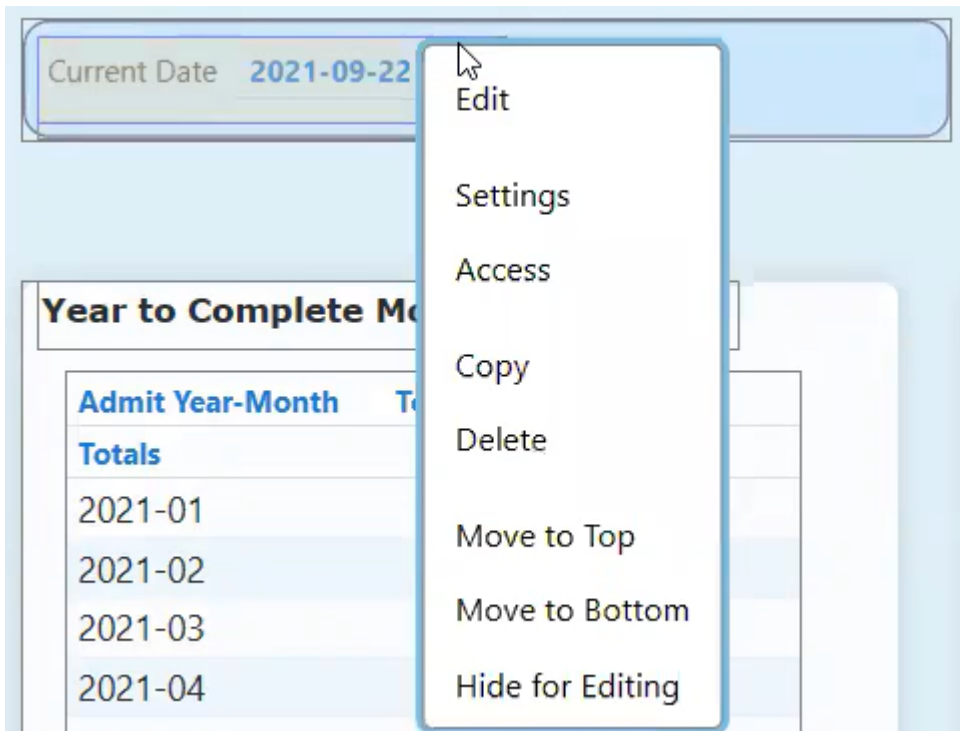 Current Date 2021-09-22
Edit
Settings
Access
Year to Complete
Copy
Admit Year-Month
Delete
Totals
2021-01
Move to Top
2021-02
Move to Bottom
2021-03
Hide for Editing
2021-04